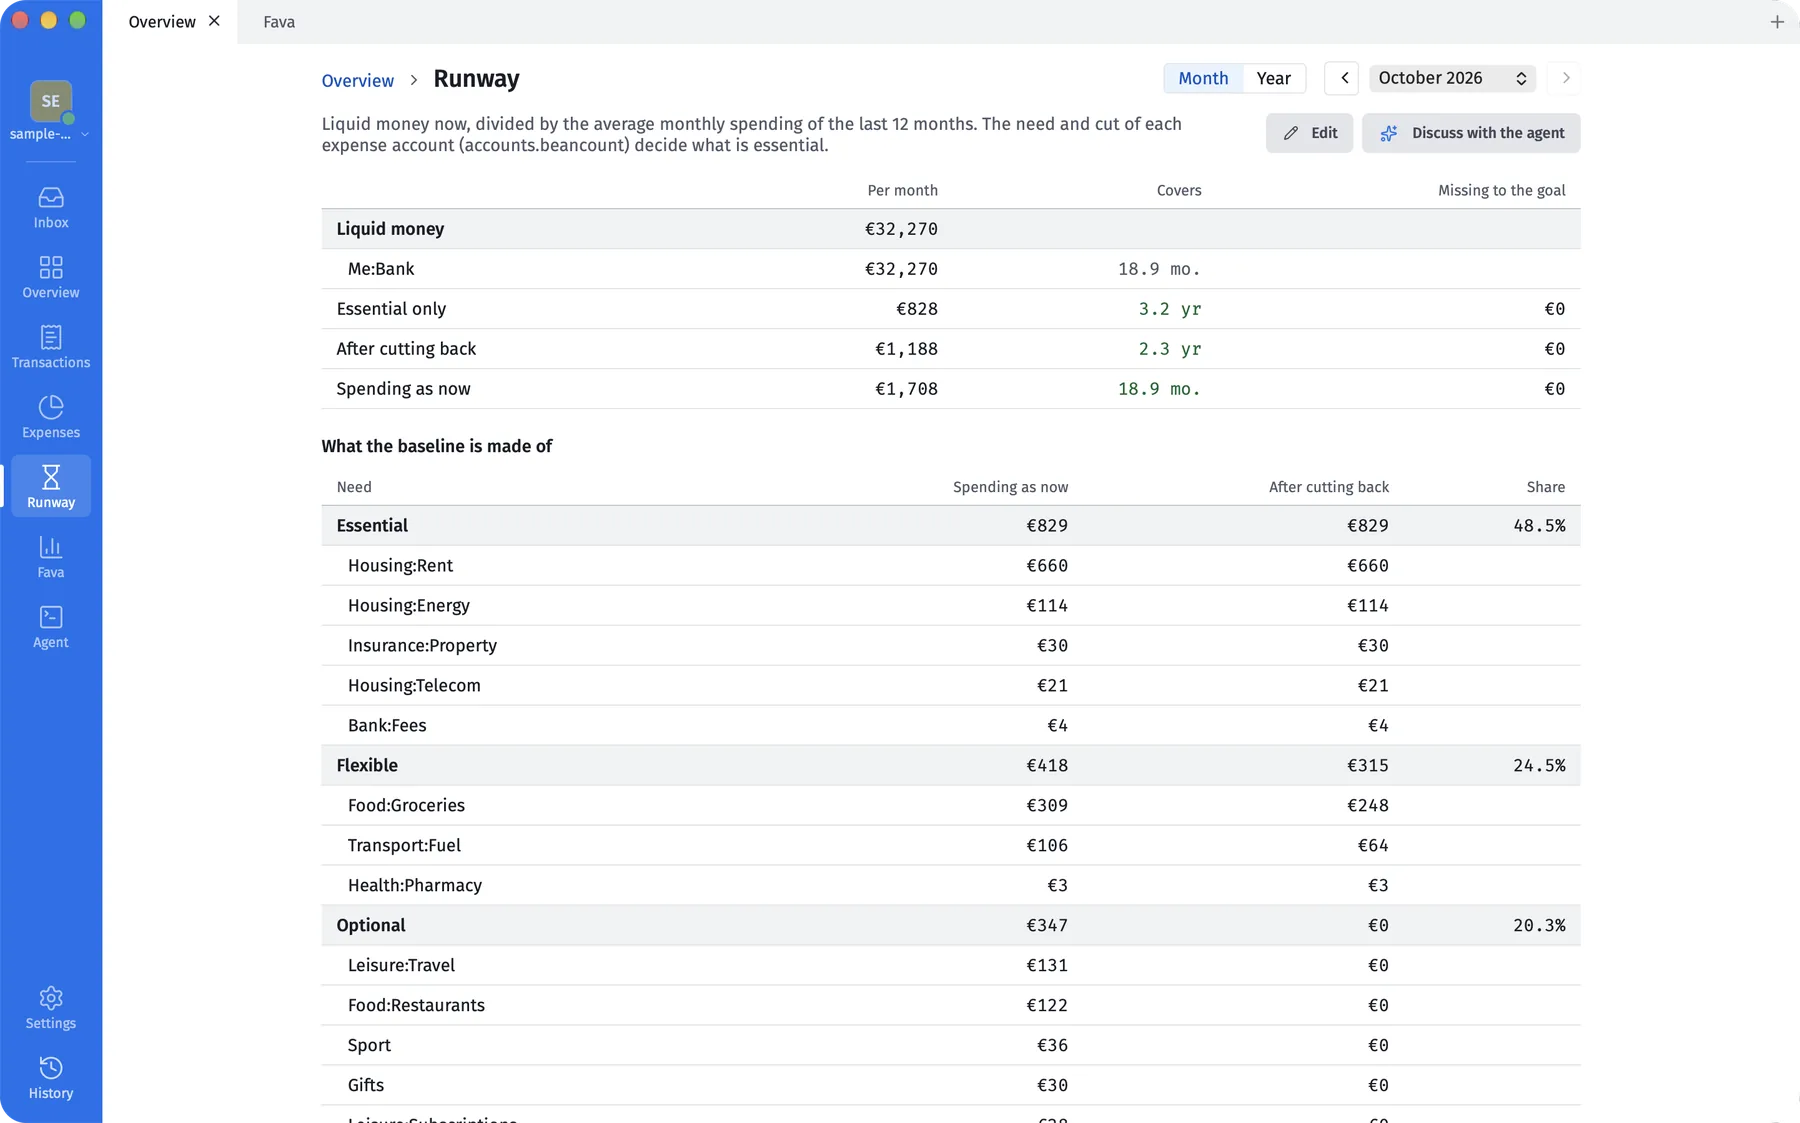 Overview
Fava
SE
sample-...
Inbox
Overview
Transactions
Expenses
Runway
Fava
Agent
Settings
History
Overview > Runway
Month Year October 2026
Liquid money now, divided by the average monthly spending of the last 12 months. The need and cut of each
expense account (accounts.beancount) decide what is essential.
Edit
Discuss with the agent
Per month Covers Missing to the goal
Liquid money €32,270
Me:Bank €32,270 18.9 mo.
Essential only €828 3.2 yr €0
After cutting back €1,188 2.3 yr €0
Spending as now €1,708 18.9 mo. €0
What the baseline is made of
Need Spending as now After cutting back Share
Essential €829 €829 48.5%
Housing:Rent €660 €660
Housing:Energy €114 €114
Insurance:Property €30 €30
Housing:Telecom €21 €21
Bank:Fees €4 €4
Flexible €418 €315 24.5%
Food:Groceries €309 €248
Transport:Fuel €106 €64
Health:Pharmacy €3 €3
Optional €347 €0 20.3%
Leisure:Travel €131 €0
Food:Restaurants €122 €0
Sport €36 €0
Gifts €30 €0
Leisure:Subscriptions €0